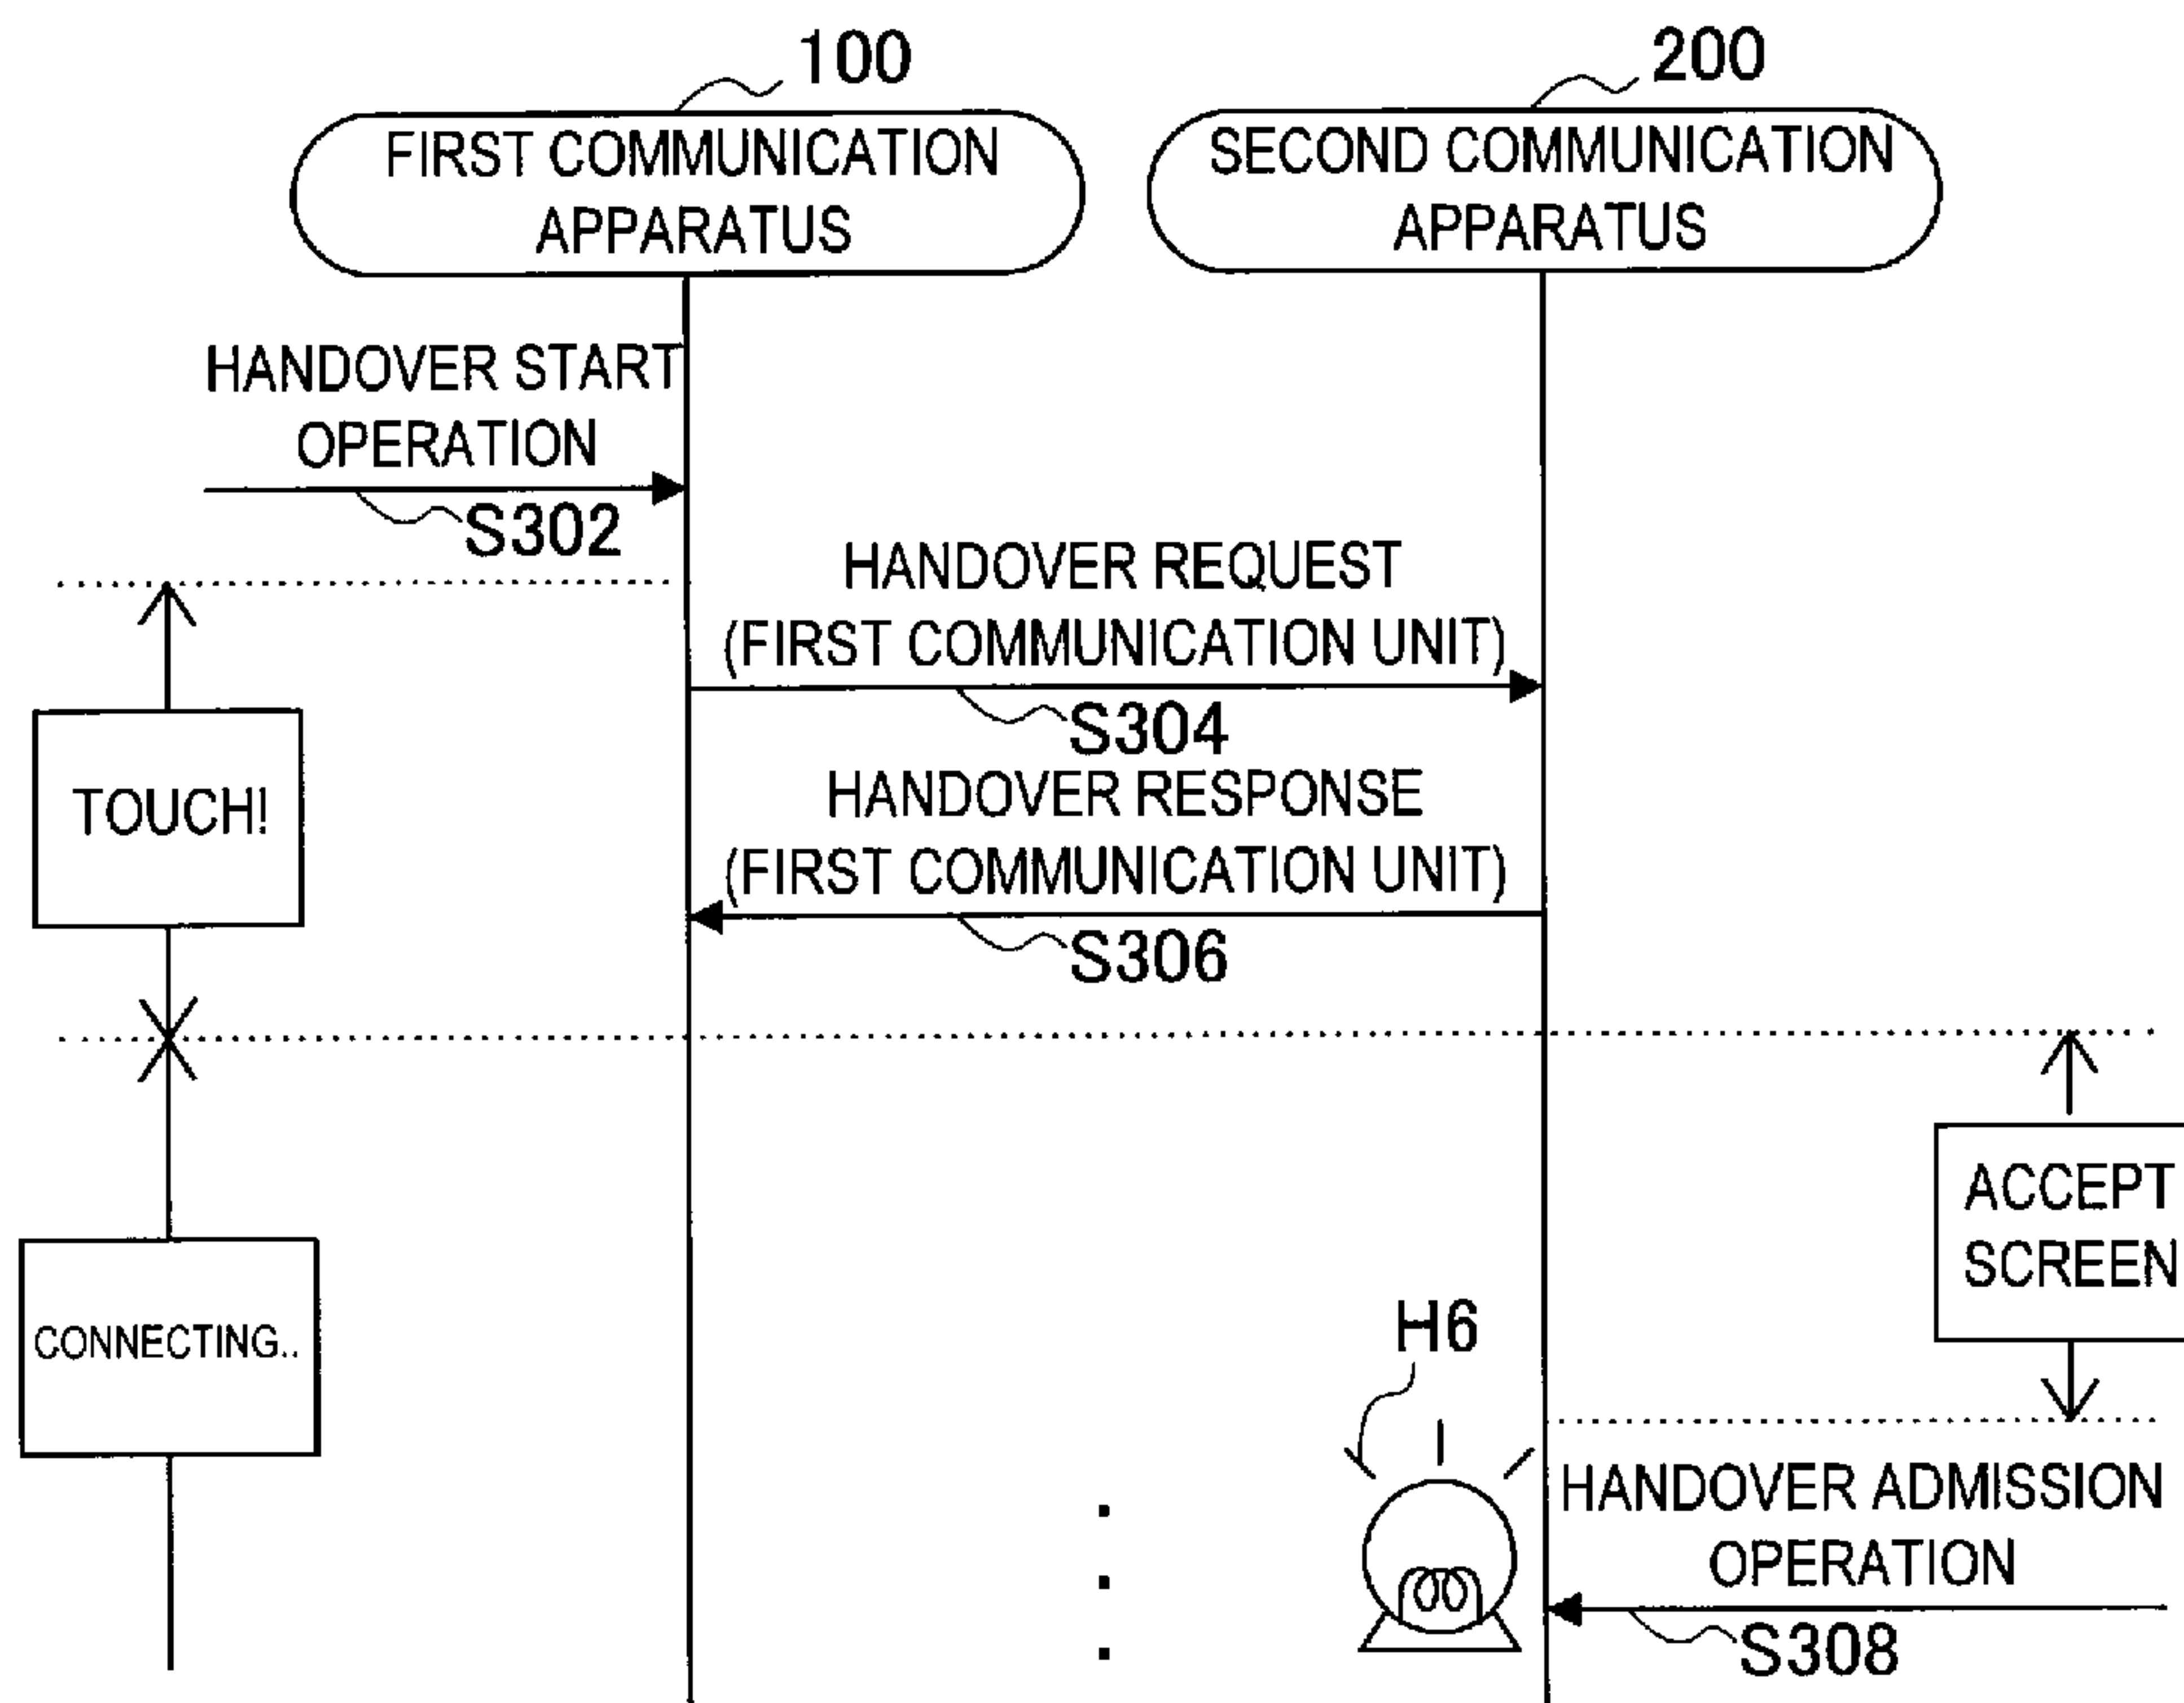 100
200
FIRST COMMUNICATION
APPARATUS
SECOND COMMUNICATION
APPARATUS
HANDOVER START
OPERATION
S302
HANDOVER REQUEST
(FIRST COMMUNICATION UNIT)
S304
TOUCH!
HANDOVER RESPONSE
(FIRST COMMUNICATION UNIT)
S306
ACCEPT
SCREEN
CONNECTING..
H6
HANDOVER ADMISSION
OPERATION
S308